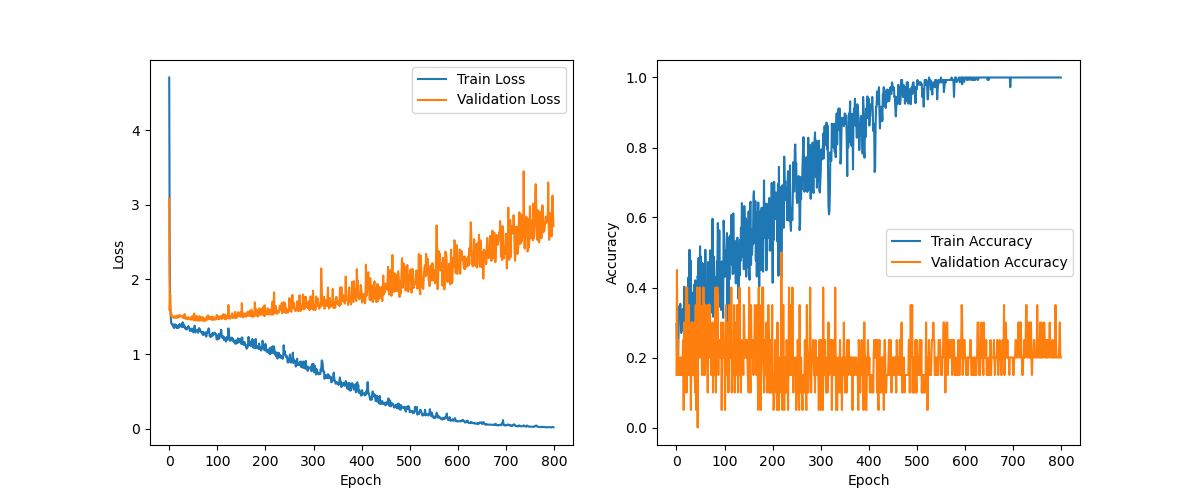 Train Loss
Validation Loss
4
3
2
1
0
Loss
0 100 200 300 400 500 600 700 800
Epoch
1.0
0.8
0.6
0.4
0.2
0.0
Accuracy
Train Accuracy
Validation Accuracy
0 100 200 300 400 500 600 700 800
Epoch